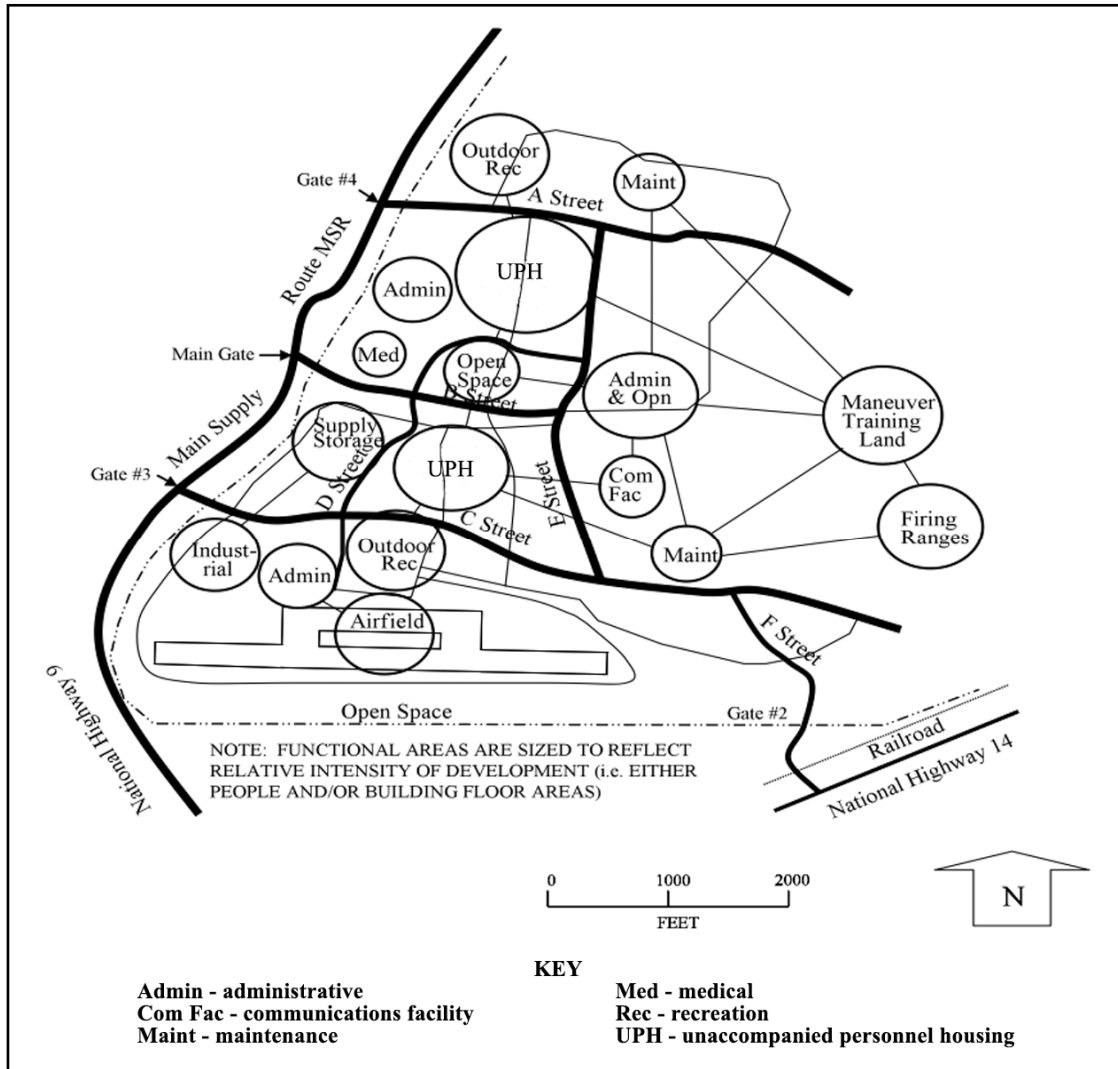 Outdoor
Rec
Maint
Gate #4
A Street
Route MSR
UPH
Admin
Main Gate
Med
Open
Space
B Street
Admin
& Opn
Maneuver
Training
Land
Main Supply
Supply
Storage
Gate #3
D Street
UPH
Com
Fac
E Street
Firing
Ranges
C Street
Industr-
rial
Outdoor
Rec
Admin
Maint
Airfield
F Street
National Highway 9
Open Space
Gate #2
Railroad
National Highway 14
NOTE: FUNCTIONAL AREAS ARE SIZED TO REFLECT
RELATIVE INTENSITY OF DEVELOPMENT (i.e. EITHER
PEOPLE AND/OR BUILDING FLOOR AREAS)
0 1000 2000
FEET
N
KEY
Admin - administrative
Com Fac - communications facility
Maint - maintenance
Med - medical
Rec - recreation
UPH - unaccompanied personnel housing